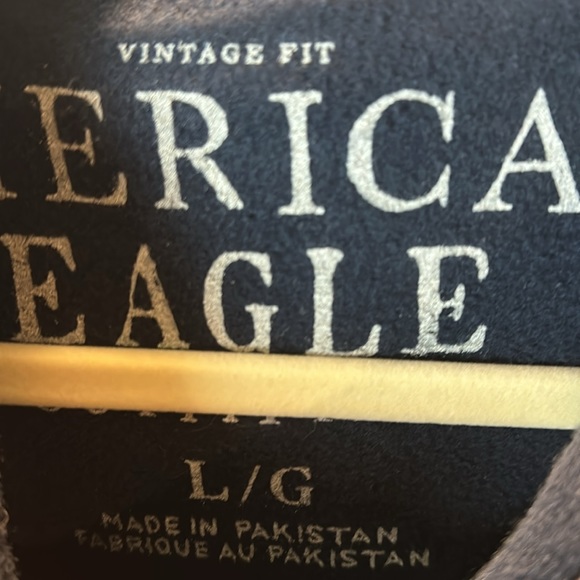 VINTAGE FIT
ERICA
EAGLE
L/G
MADE IN PAKISTAN
FABRIQUE AU PAKISTAN